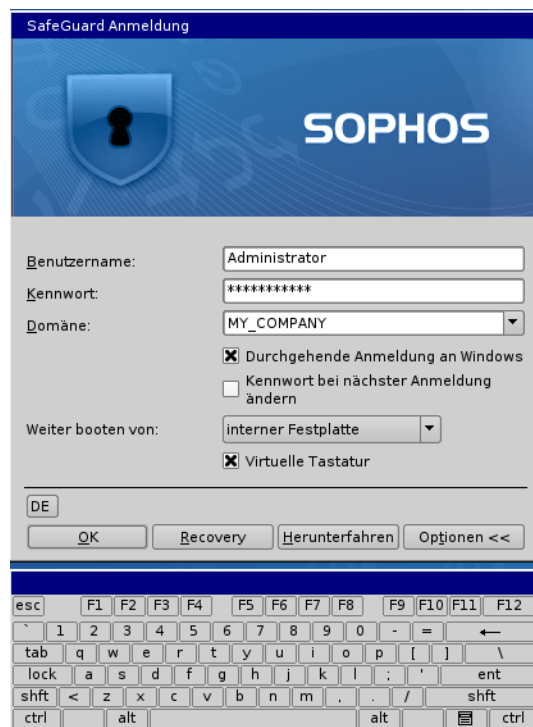 SafeGuard Anmeldung
SOPHOS
Benutzername: Administrator
Kennwort: ***********
Domäne: MY_COMPANY
Durchgehende Anmeldung an Windows
Kennwort bei nächster Anmeldung
ändern
Weiter booten von: interner Festplatte
Virtuelle Tastatur
DE
OK Recovery Herunterfahren Optionen <<
esc F1 F2 F3 F4 F5 F6 F7 F8 F9 F10 F11 F12
` 1 2 3 4 5 6 7 8 9 0 - = ←
tab q w e r t y u i o p [ ] \
lock a s d f g h j k l ; ' ent
shft < z x c v b n m , . / shft
ctrl alt alt ctrl